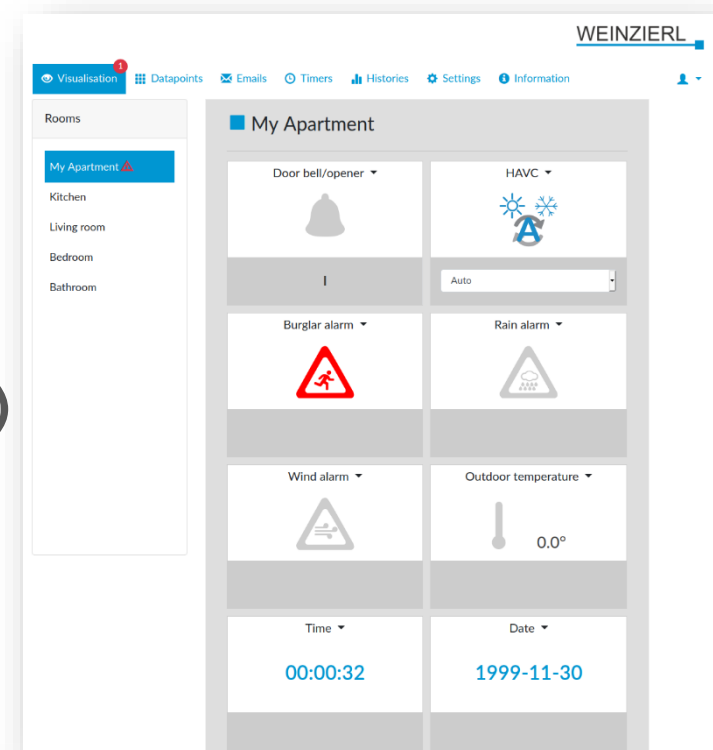 WEINZIERL
1
Visualisation Datapoints Emails Timers Histories Settings Information
Rooms
My Apartment
Kitchen
Living room
Bedroom
Bathroom
My Apartment
Door bell/opener HAVC
A
I Auto
Burglar alarm Rain alarm
Wind alarm Outdoor temperature
0.0°
Time Date
00:00:32 1999-11-30